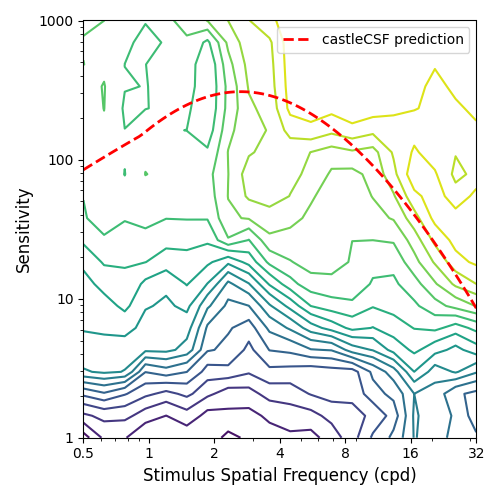 1000
castleCSF prediction
100
Sensitivity
10
1
0.5 1 2 4 8 16 32
Stimulus Spatial Frequency (cpd)